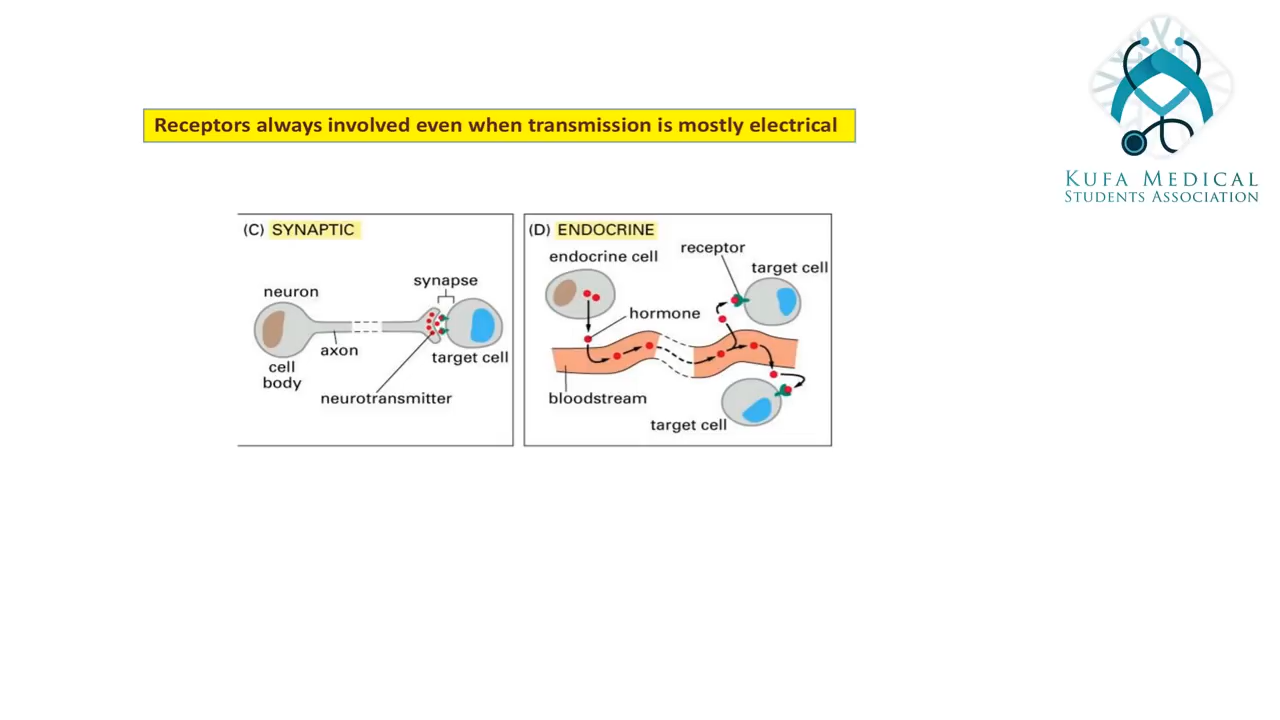 Receptors always involved even when transmission is mostly electrical
KUFA MEDICAL
STUDENTS ASSOCIATION
(C) SYNAPTIC
neuron
synapse
axon
cell
body
target cell
neurotransmitter
(D) ENDOCRINE
endocrine cell
receptor
target cell
hormone
bloodstream
target cell